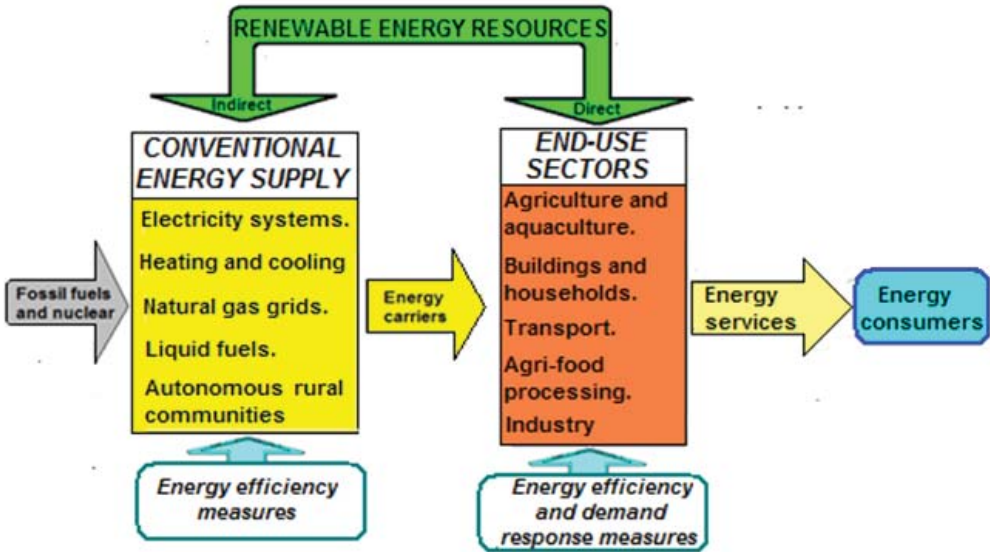 RENEWABLE ENERGY RESOURCES
Indirect
Direct
CONVENTIONAL
ENERGY SUPPLY
Electricity systems.
Heating and cooling
Natural gas grids.
Liquid fuels.
Autonomous rural
communities
END-USE
SECTORS
Agriculture and
aquaculture.
Buildings and
households.
Transport.
Agri-food
processing.
Industry
Fossil fuels
and nuclear
Energy
carriers
Energy
services
Energy
consumers
Energy efficiency
measures
Energy efficiency
and demand
response measures